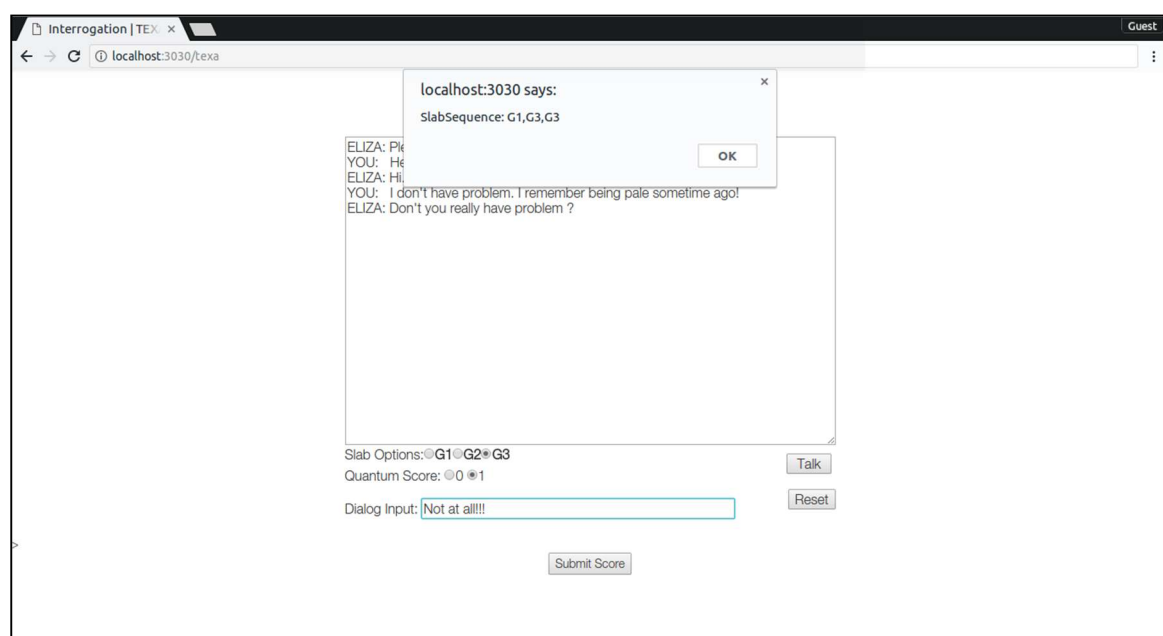 Interrogation | TEX
Guest
localhost:3030/texa
localhost:3030 says:
SlabSequence: G1,G3,G3
OK
ELIZA:
YOU:
ELIZA: Hi.
YOU: I don't have problem. I remember being pale sometime ago!
ELIZA: Don't you really have problem ?
Slab Options: G1 G2 G3
Talk
Quantum Score: 0 1
Reset
Dialog Input: Not at all!!!
>
Submit Score